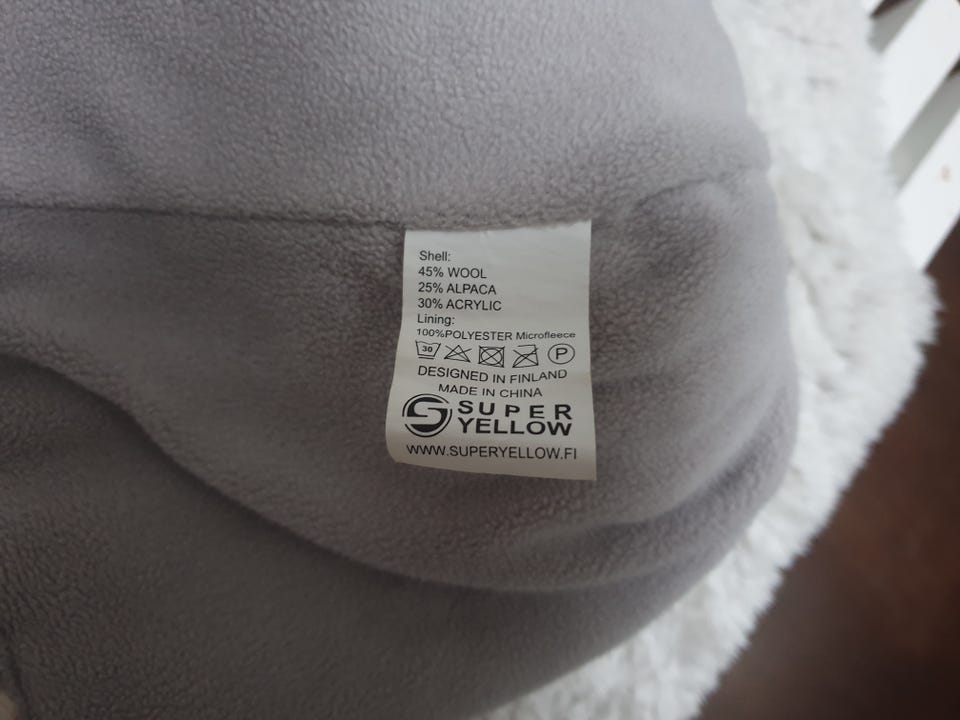 Shell:
45% WOOL
25% ALPACA
30% ACRYLIC
Lining:
100%POLYESTER Microfleece
30 P
DESIGNED IN FINLAND
MADE IN CHINA
SUPER
YELLOW
WWW.SUPERYELLOW.FI